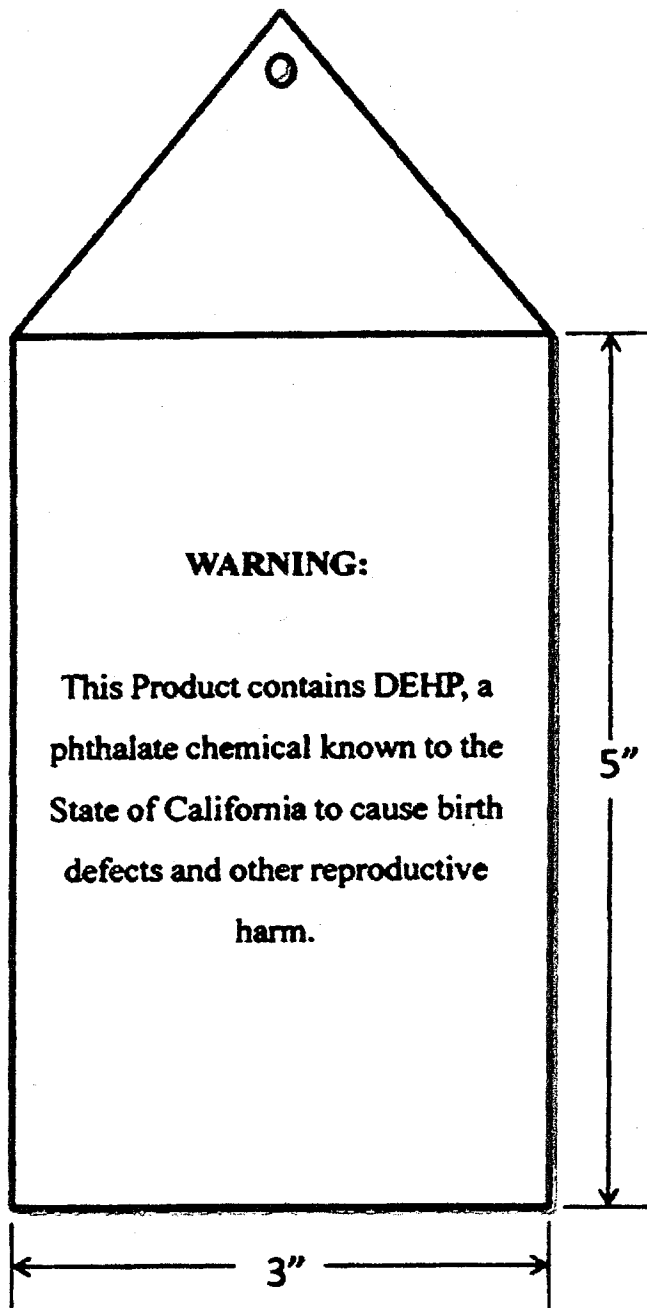 WARNING:
This Product contains DEHP, a
phthalate chemical known to the
State of California to cause birth
defects and other reproductive
harm.
5"
3"